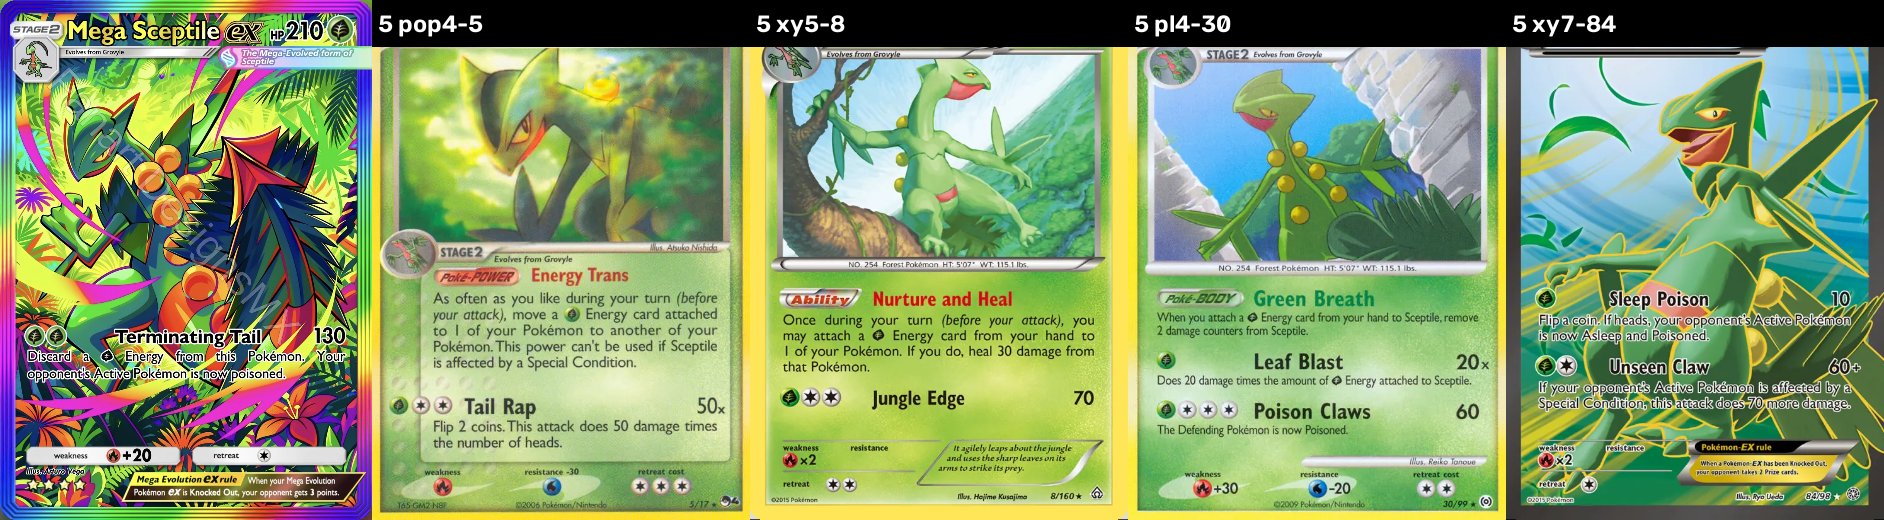 STAGE2 Mega Sceptile ex HP 210
Evolves from Grovyle
The Mega-Evolved form of
Sceptile
Terminating Tail 130
Discard a Energy from this Pokémon. Your
opponent's Active Pokémon is now poisoned.
weakness +20 retreat
Illus. Arturo Vega
Mega Evolution ex rule When your Mega Evolution
Pokémon ex is Knocked Out, your opponent gets 3 points.
5 pop4-5
STAGE2 Evolves from Grovyle
Illus. Atsuko Nishida
Poké-POWER Energy Trans
As often as you like during your turn (before
your attack), move a Energy card attached
to 1 of your Pokémon to another of your
Pokémon. This power can't be used if Sceptile
is affected by a Special Condition.
Tail Rap 50x
Flip 2 coins. This attack does 50 damage times
the number of heads.
weakness resistance -30 retreat cost
©2006 Pokémon/Nintendo 5/17 ★
5 xy5-8
Evolves from Grovyle
NO. 254 Forest Pokémon HT: 5'07" WT: 115.1 lbs.
Ability Nurture and Heal
Once during your turn (before your attack), you
may attach a Energy card from your hand to
1 of your Pokémon. If you do, heal 30 damage from
that Pokémon.
Jungle Edge 70
weakness resistance
×2
retreat
It agilely leaps about the jungle
and uses the sharp leaves on its
arms to strike its prey.
©2015 Pokémon Illus. Hajime Kusajima 8/160 ★
5 pl4-30
STAGE2 Evolves from Grovyle
NO. 254 Forest Pokémon HT: 5'07" WT: 115.1 lbs.
Poké-BODY Green Breath
When you attach a Energy card from your hand to Sceptile, remove
2 damage counters from Sceptile.
Leaf Blast 20x
Does 20 damage times the amount of Energy attached to Sceptile.
Poison Claws 60
The Defending Pokémon is now Poisoned.
Illus. Reiko Tanoue
weakness resistance retreat cost
+30 -20
©2009 Pokémon/Nintendo 30/99 ★
5 xy7-84
Sleep Poison 10
Flip a coin. If heads, your opponent's Active Pokémon
is now Asleep and Poisoned.
Unseen Claw 60+
If your opponent's Active Pokémon is affected by a
Special Condition, this attack does 70 more damage.
weakness resistance
×2
retreat
Pokémon-EX rule
When a Pokémon-EX has been Knocked Out,
your opponent takes 2 Prize cards.
©2015 Pokémon Illus. Ryo Ueda 84/98 ★